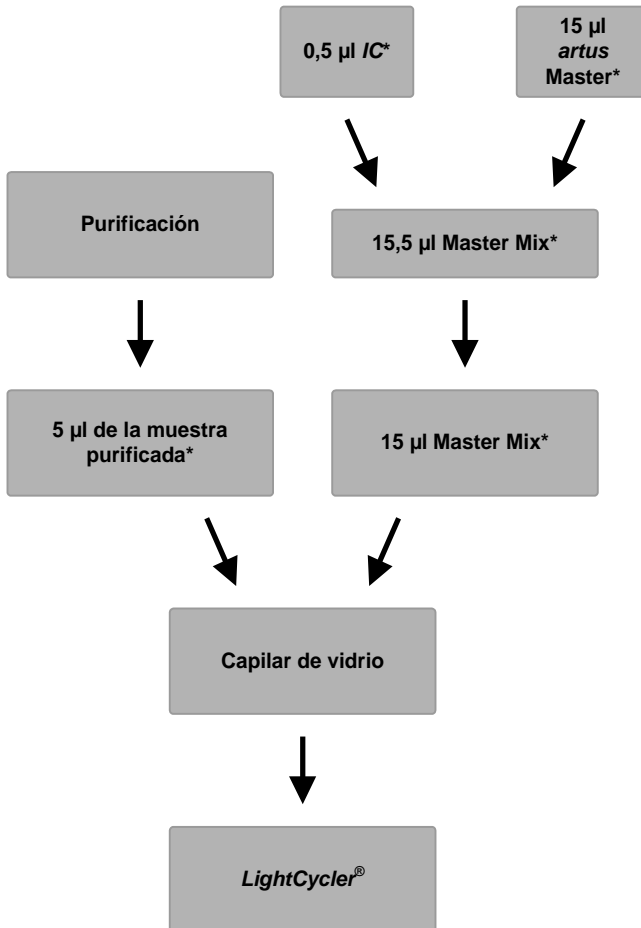 0,5 µl IC*
15 µl
artus
Master*
Purificación
15,5 µl Master Mix*
5 µl de la muestra
purificada*
15 µl Master Mix*
Capilar de vidrio
LightCycler®